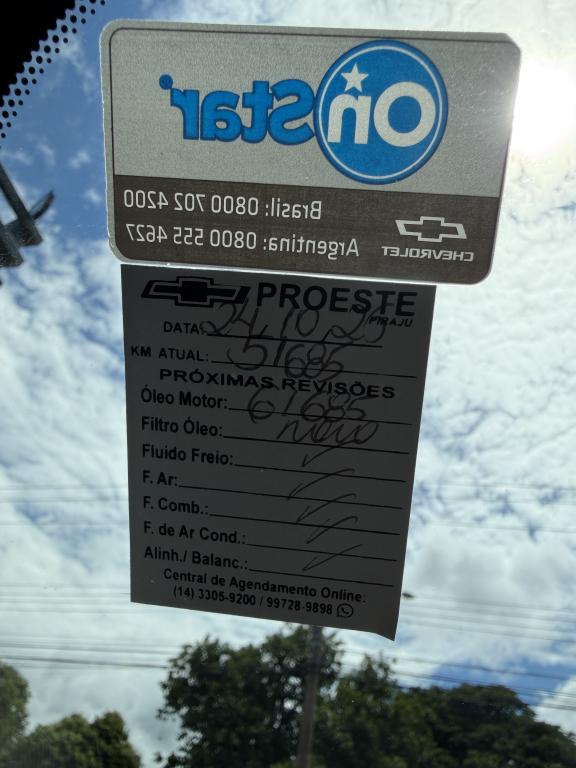 OnStar
Brasil: 0800 702 4200
Argentina: 0800 555 4627
CHEVROLET
PROESTE
PIRAJU
DATA: 24, 10, 25
KM ATUAL: 51685
PRÓXIMAS REVISÕES
Óleo Motor: 61685
Filtro Óleo: novo
Fluido Freio: ✓
F. Ar: ✓
F. Comb.: ✓
F. de Ar Cond.: ✓
Alinh./ Balanc.: ✓
Central de Agendamento Online:
(14) 3305-9200 / 99728-9898